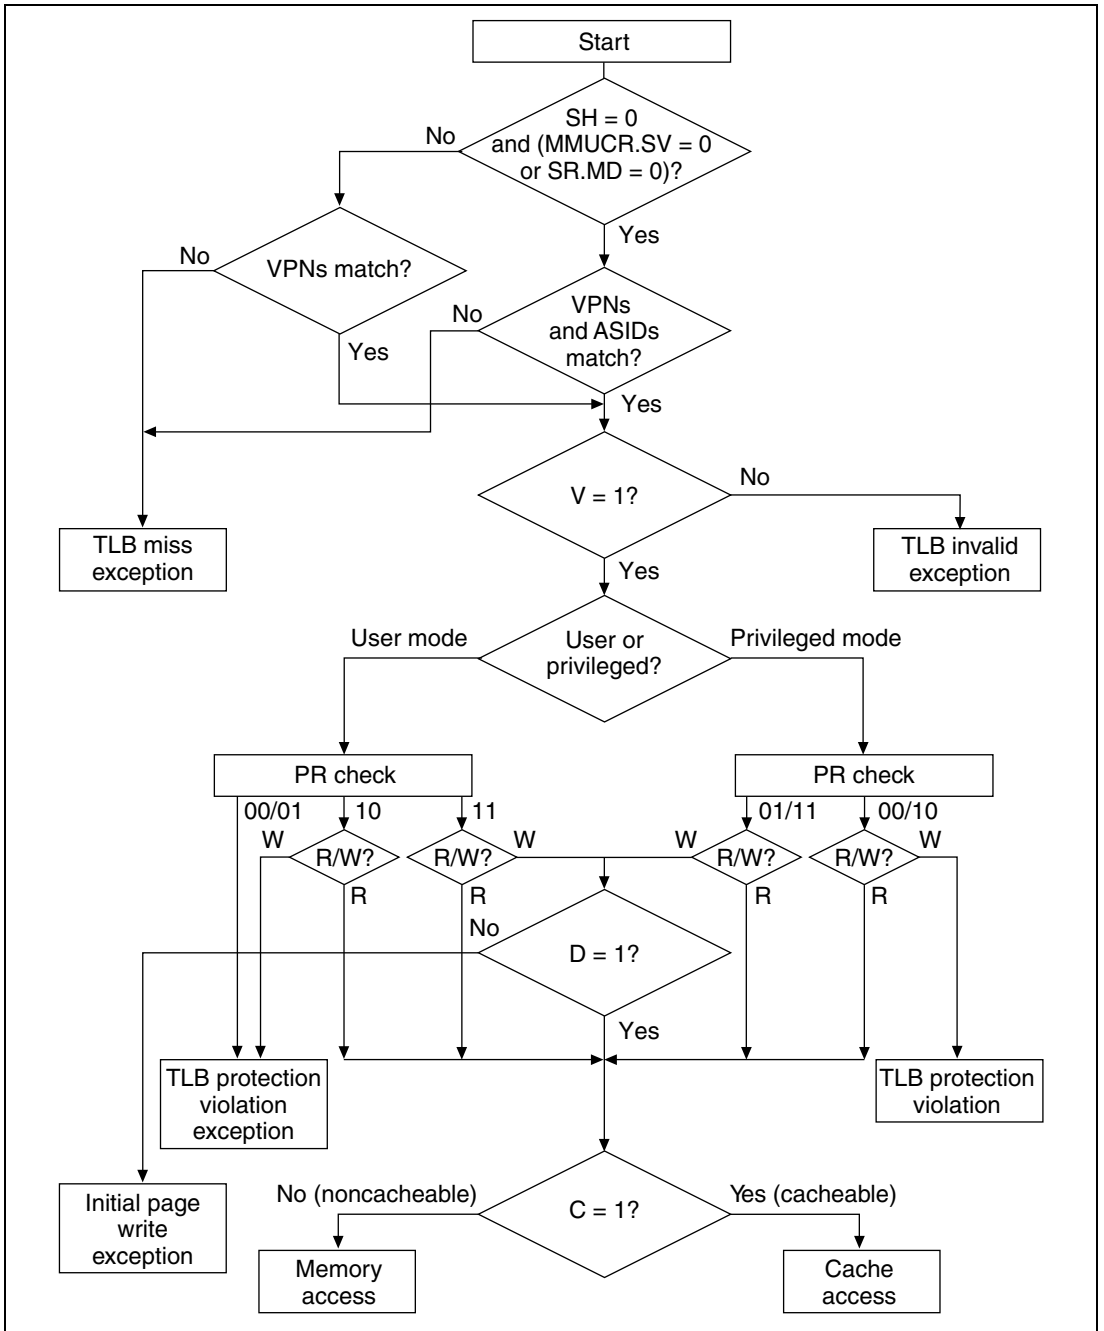 Start
SH = 0
and (MMUCR.SV = 0
or SR.MD = 0)?
No
Yes
VPNs match?
No
Yes
VPNs
and ASIDs
match?
No
Yes
V = 1?
No
Yes
TLB miss
exception
TLB invalid
exception
User or
privileged?
User mode
Privileged mode
PR check
PR check
00/01
10
11
01/11
00/10
W
R/W?
R/W?
W
W
R/W?
R/W?
W
R
R
R
R
No
D = 1?
Yes
TLB protection
violation
exception
TLB protection
violation
Initial page
write
exception
No (noncacheable)
C = 1?
Yes (cacheable)
Memory
access
Cache
access